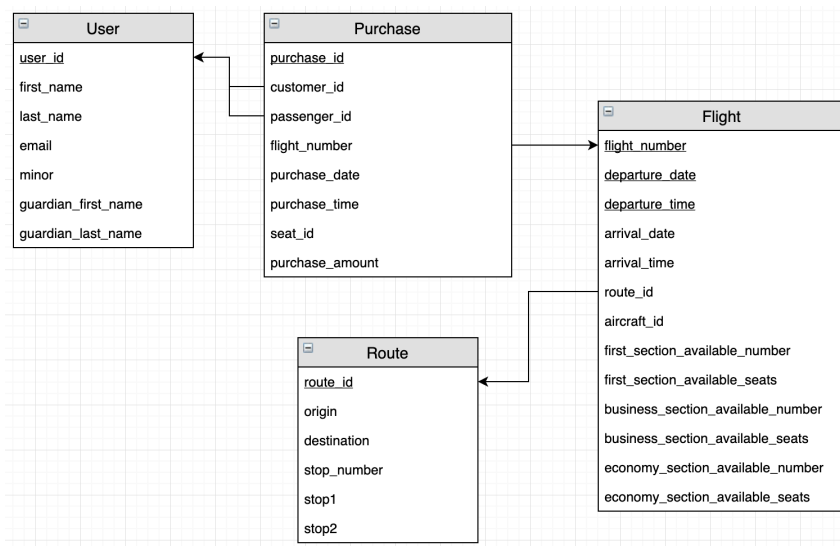 User
user_id
first_name
last_name
email
minor
guardian_first_name
guardian_last_name
Purchase
purchase_id
customer_id
passenger_id
flight_number
purchase_date
purchase_time
seat_id
purchase_amount
Flight
flight_number
departure_date
departure_time
arrival_date
arrival_time
route_id
aircraft_id
first_section_available_number
first_section_available_seats
business_section_available_number
business_section_available_seats
economy_section_available_number
economy_section_available_seats
Route
route_id
origin
destination
stop_number
stop1
stop2